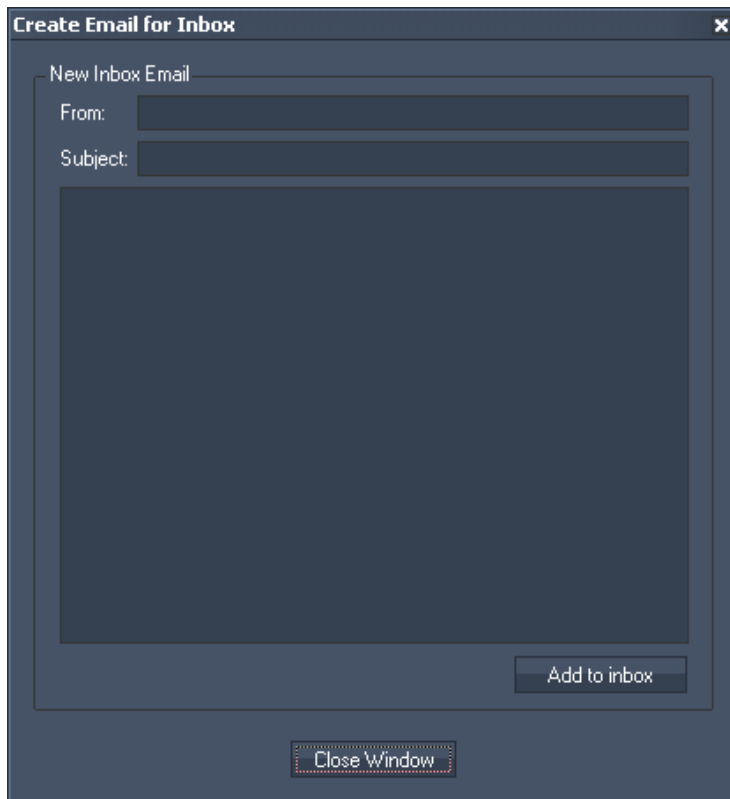 Create Email for Inbox
New Inbox Email
From:
Subject:
Add to inbox
Close Window